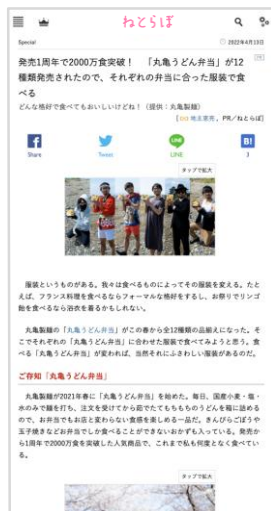 ねとらぼ
Special
2022年4月13日
発売1周年で2000万食突破！　「丸亀うどん弁当」が12
種類発売されたので、それぞれの弁当に合った服装で食
べる
どんな格好で食べてもおいしいけどね！（提供：丸亀製麺）
[地主恵亮，PR／ねとらぼ]
Share
Tweet
LINE
B!
3
タップで拡大
服装というものがある。我々は食べるものによってその服装を変える。たと
えば、フランス料理を食べるならフォーマルな格好をするし、お祭りでリンゴ
飴を食べるなら浴衣を着るかもしれない。
丸亀製麺の「丸亀うどん弁当」がこの春から全12種類の品揃えになった。そ
こでそれぞれの「丸亀うどん弁当」に合わせた服装で食べてみようと思う。食
べる「丸亀うどん弁当」が変われば、当然それにふさわしい服装があるのだ。
ご存知「丸亀うどん弁当」
丸亀製麺が2021年春に「丸亀うどん弁当」を始めた。毎日、国産小麦・塩・
水のみで麺を打ち、注文を受けてから茹でたてもちもちのうどんを箱に詰める
ので、お弁当でもお店と変わらない食感を楽しめる一品だ。きんぴらごぼうや
玉子焼きなどお弁当でしか食べることができないおかずも入っている。発売か
ら1周年で2000万食を突破した人気商品で、これまで私も何度となく食べてい
る。
タップで拡大